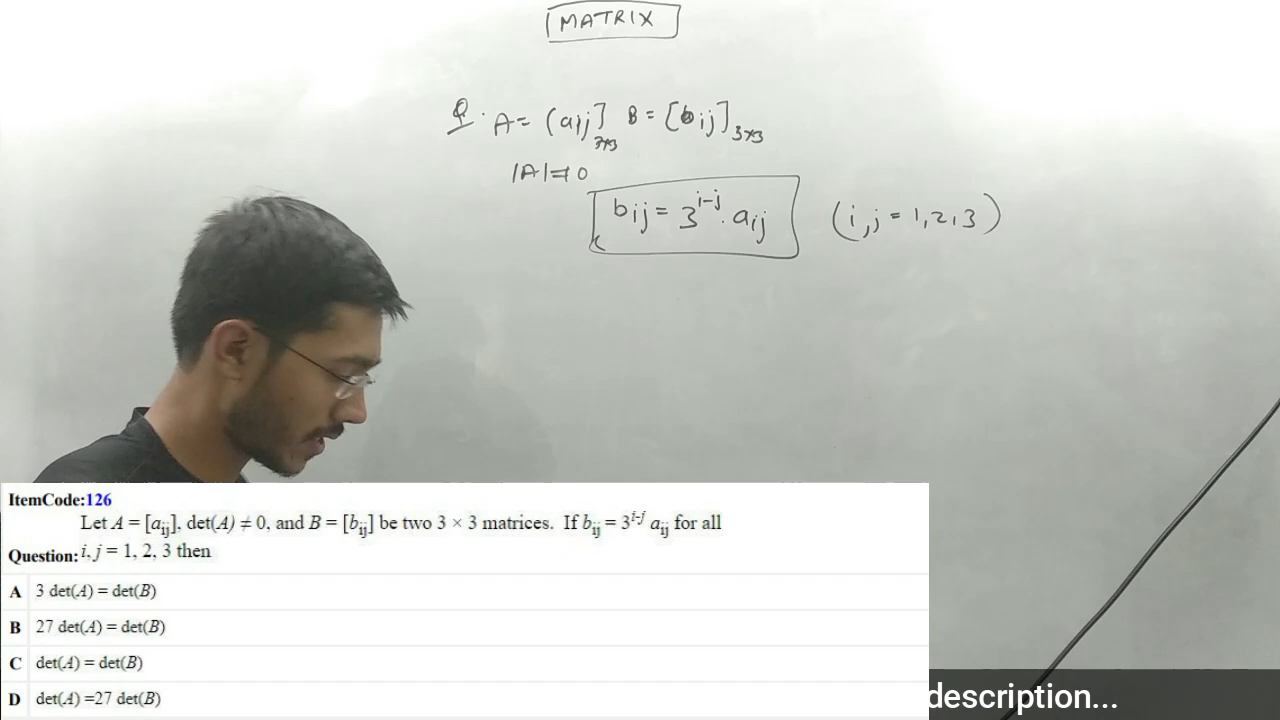 MATRIX
Q. A = (aij]3×3 B = [bij]3×3
|A| ≠ 0
bij = 3^i-j . aij (i, j = 1, 2, 3)
ItemCode:126
Let A = [aij], det(A) ≠ 0, and B = [bij] be two 3 × 3 matrices. If bij = 3^i-j aij for all
Question: i, j = 1, 2, 3 then
A 3 det(A) = det(B)
B 27 det(A) = det(B)
C det(A) = det(B)
D det(A) =27 det(B)
description...